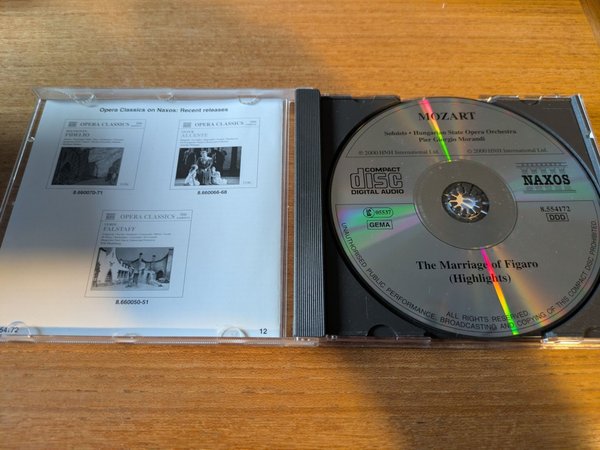 Opera Classics on Naxos: Recent releases
OPERA CLASSICS
FIDELIO
8.660070-71
OPERA CLASSICS
ALCESTE
8.660066-68
OPERA CLASSICS
FALSTAFF
8.660050-51
12
MOZART
Soloists • Hungarian State Opera Orchestra
Pier Giorgio Morandi
℗ 2000 HNH International Ltd.
© 2000 HNH International Ltd.
COMPACT
disc
DIGITAL AUDIO
NAXOS
05537
GEMA
8.554172
DDD
The Marriage of Figaro
(Highlights)
ALL RIGHTS RESERVED.
UNAUTHORISED PUBLIC PERFORMANCE, BROADCASTING AND COPYING OF THIS COMPACT DISC PROHIBITED